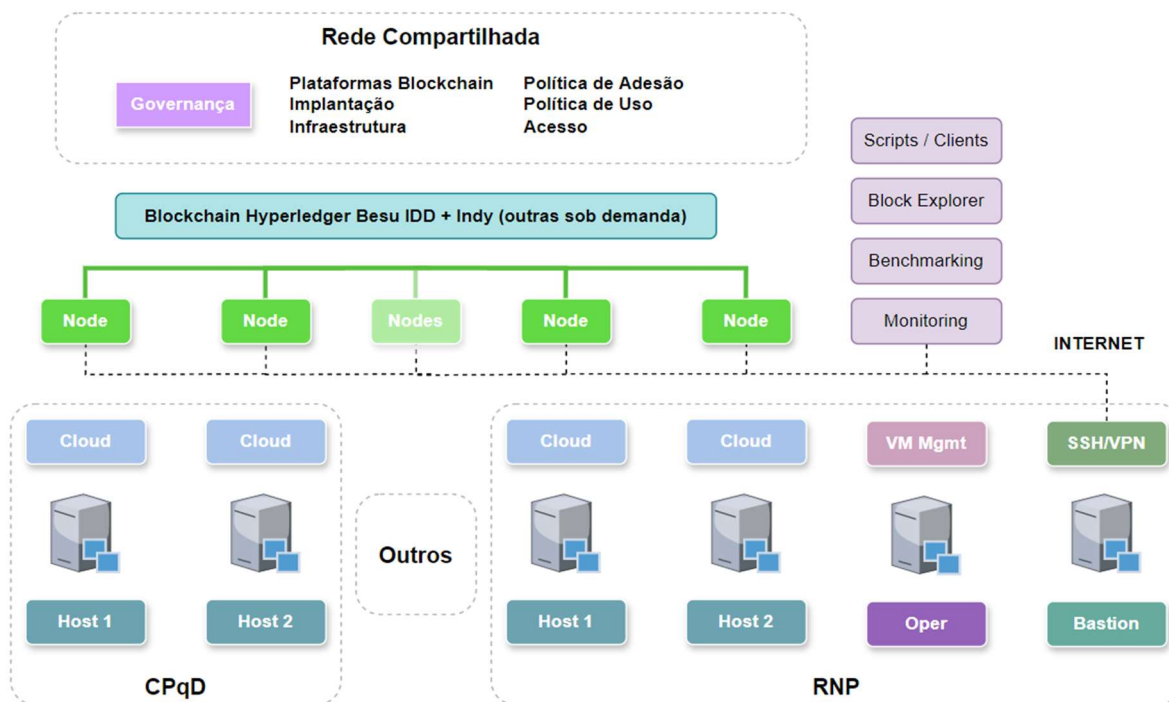 Rede Compartilhada
Governança
Plataformas Blockchain
Implantação
Infraestrutura
Política de Adesão
Política de Uso
Acesso
Scripts / Clients
Block Explorer
Benchmarking
Monitoring
Blockchain Hyperledger Besu IDD + Indy (outras sob demanda)
Node
Node
Nodes
Node
Node
INTERNET
Cloud
Cloud
Host 1
Host 2
CPqD
Outros
Cloud
Cloud
VM Mgmt
SSH/VPN
Host 1
Host 2
Oper
Bastion
RNP